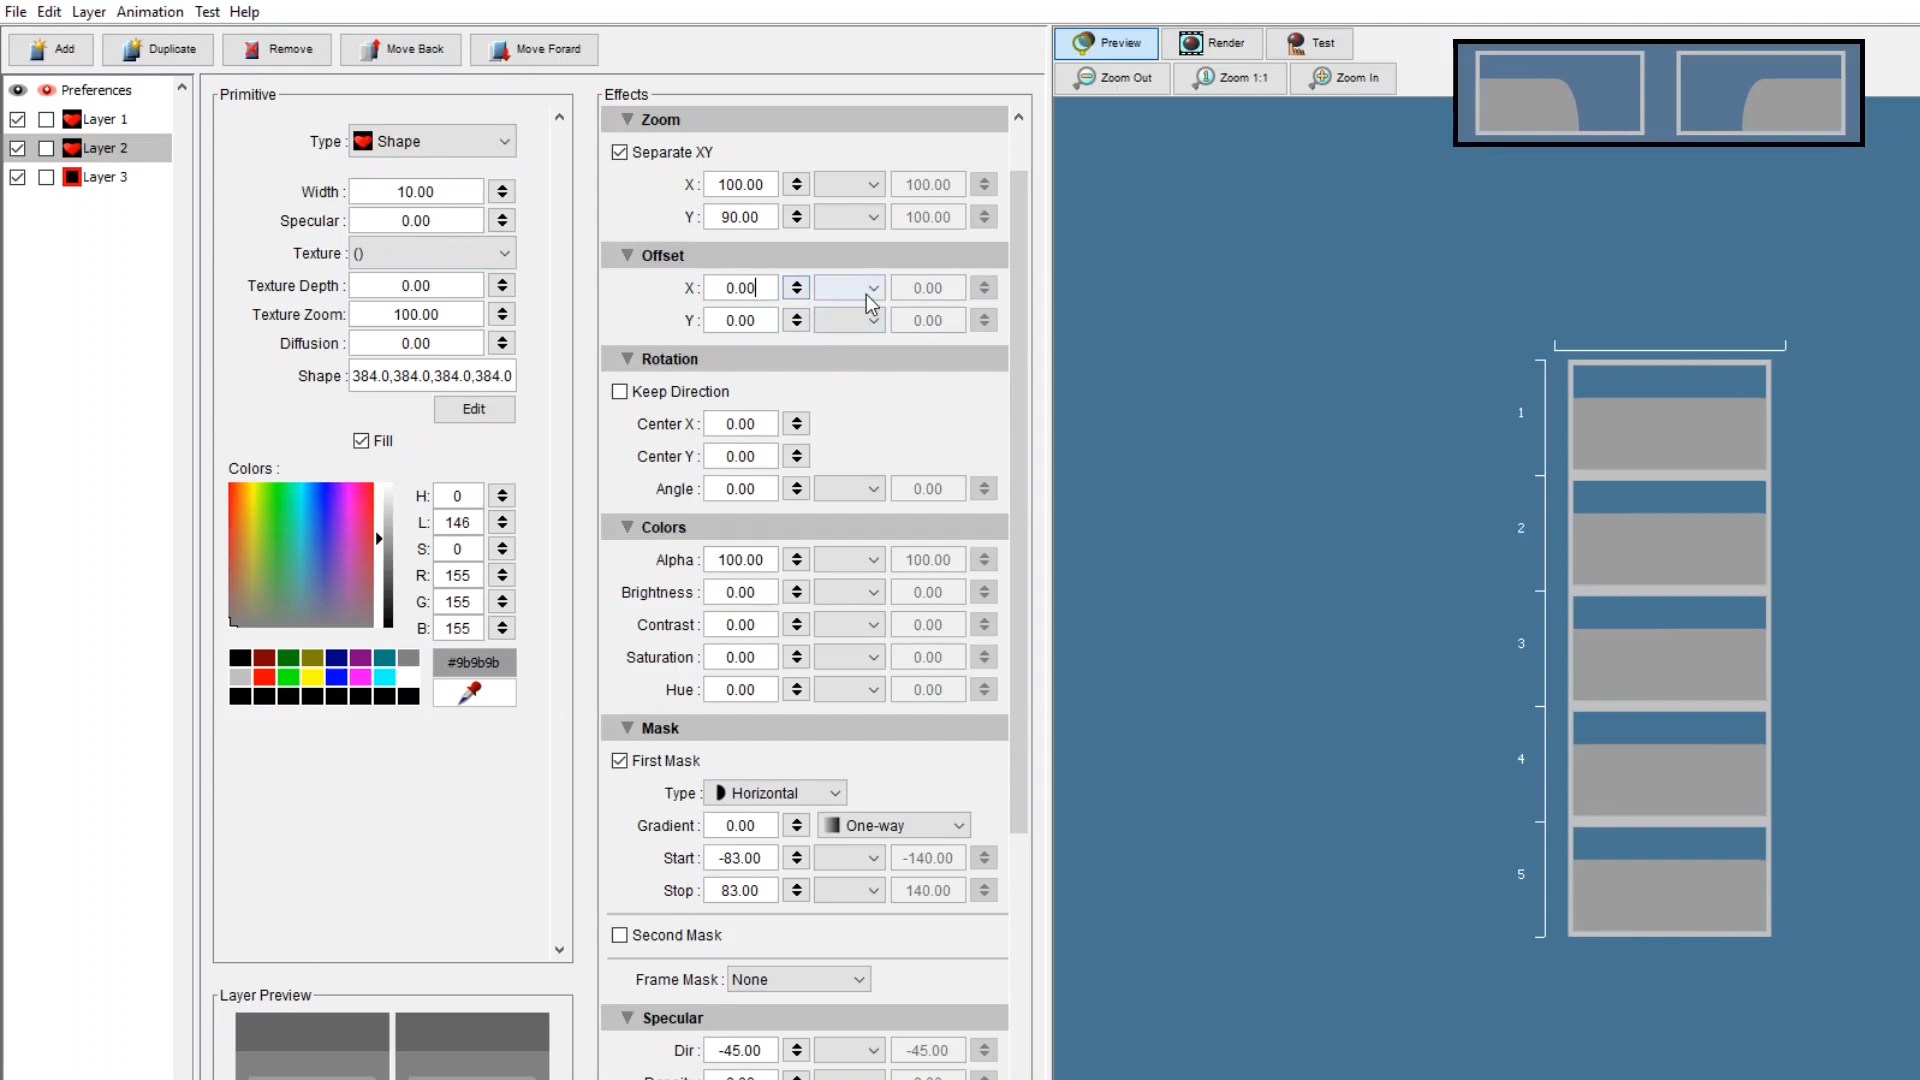 File Edit Layer Animation Test Help
Add Duplicate Remove Move Back Move Forard
Preview Render Test
Zoom Out Zoom 1:1 Zoom In
Preferences
Layer 1
Layer 2
Layer 3
Primitive
Type : Shape
Width : 10.00
Specular : 0.00
Texture : ()
Texture Depth : 0.00
Texture Zoom: 100.00
Diffusion : 0.00
Shape : 384.0,384.0,384.0,384.0
Edit
Fill
Colors :
H: 0
L: 146
S: 0
R: 155
G: 155
B: 155
#9b9b9b
Layer Preview
Effects
Zoom
Separate XY
X : 100.00 100.00
Y : 90.00 100.00
Offset
X : 0.00 0.00
Y : 0.00 0.00
Rotation
Keep Direction
Center X : 0.00
Center Y : 0.00
Angle : 0.00 0.00
Colors
Alpha : 100.00 100.00
Brightness : 0.00 0.00
Contrast : 0.00 0.00
Saturation : 0.00 0.00
Hue : 0.00 0.00
Mask
First Mask
Type : Horizontal
Gradient : 0.00 One-way
Start : -83.00 -140.00
Stop : 83.00 140.00
Second Mask
Frame Mask : None
Specular
Dir : -45.00 -45.00
1
2
3
4
5